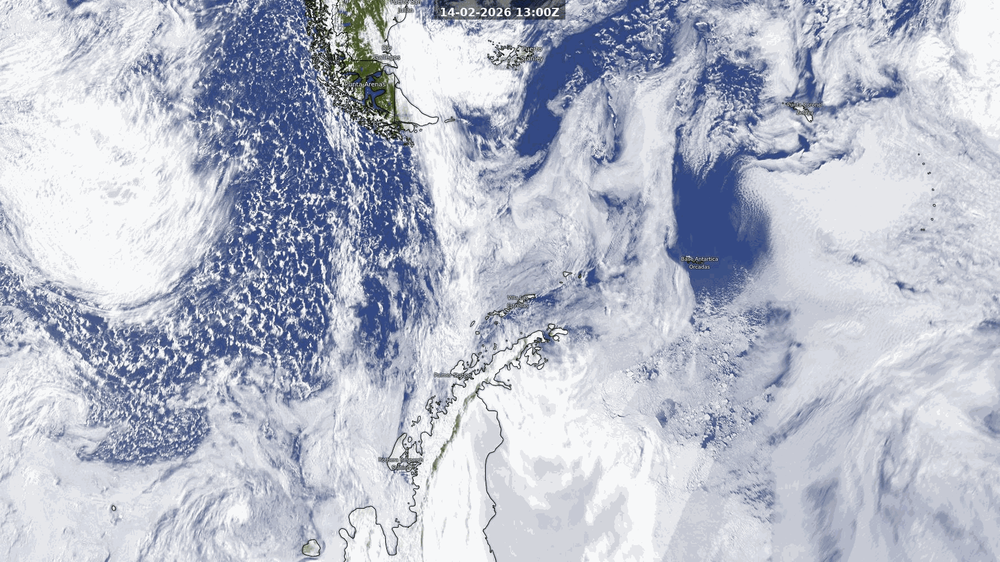 Puerto San
Julián
14-02-2026 13:00Z
Río
Gallegos
Puerto
Stanley
Punta Arenas
Punta Coronel
Zelaya
Base Antartica
Orcadas
Villa Las
Estrellas
Palmer Station
Rothera Research
Station